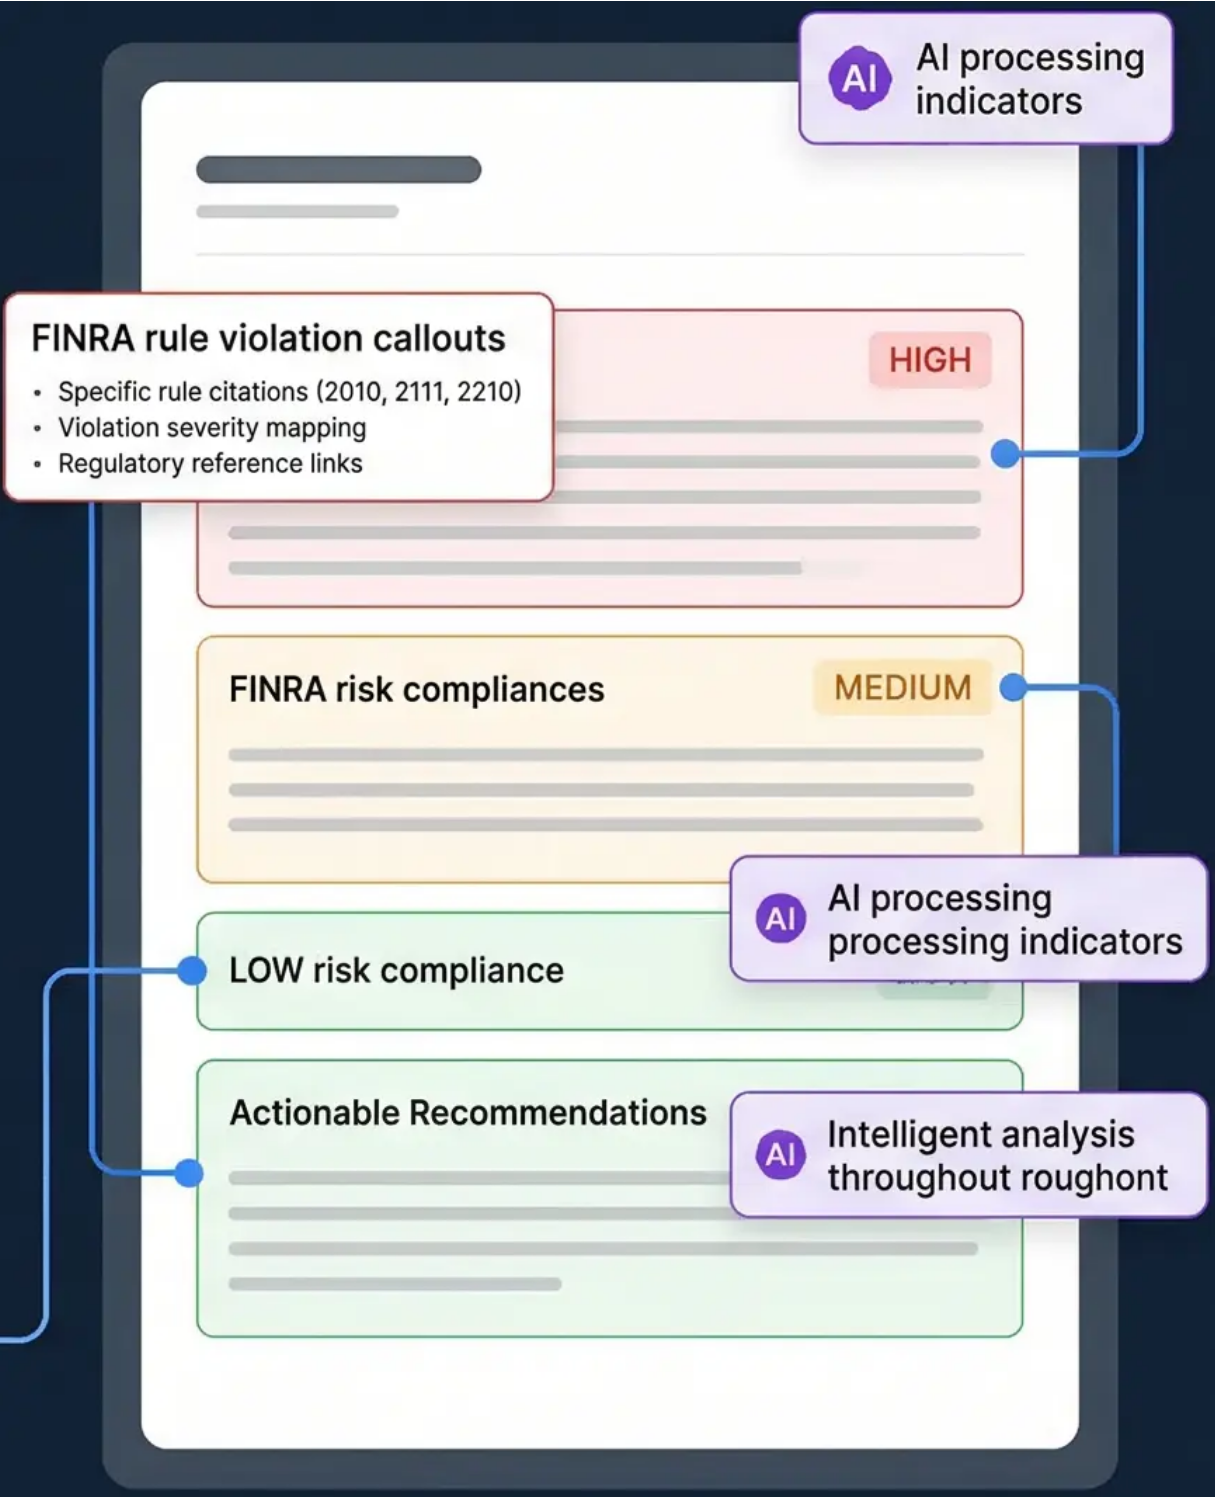 AI
AI processing
indicators
FINRA rule violation callouts
• Specific rule citations (2010, 2111, 2210)
• Violation severity mapping
• Regulatory reference links
HIGH
FINRA risk compliances
MEDIUM
AI
AI processing
processing indicators
LOW risk compliance
Actionable Recommendations
AI
Intelligent analysis
throughout roughont